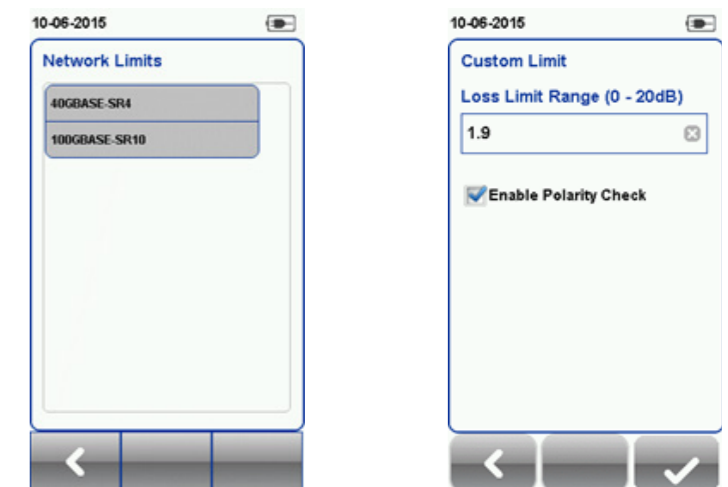 10-06-2015
Network Limits
40GBASE-SR4
100GBASE-SR10
10-06-2015
Custom Limit
Loss Limit Range (0 - 20dB)
1.9
Enable Polarity Check